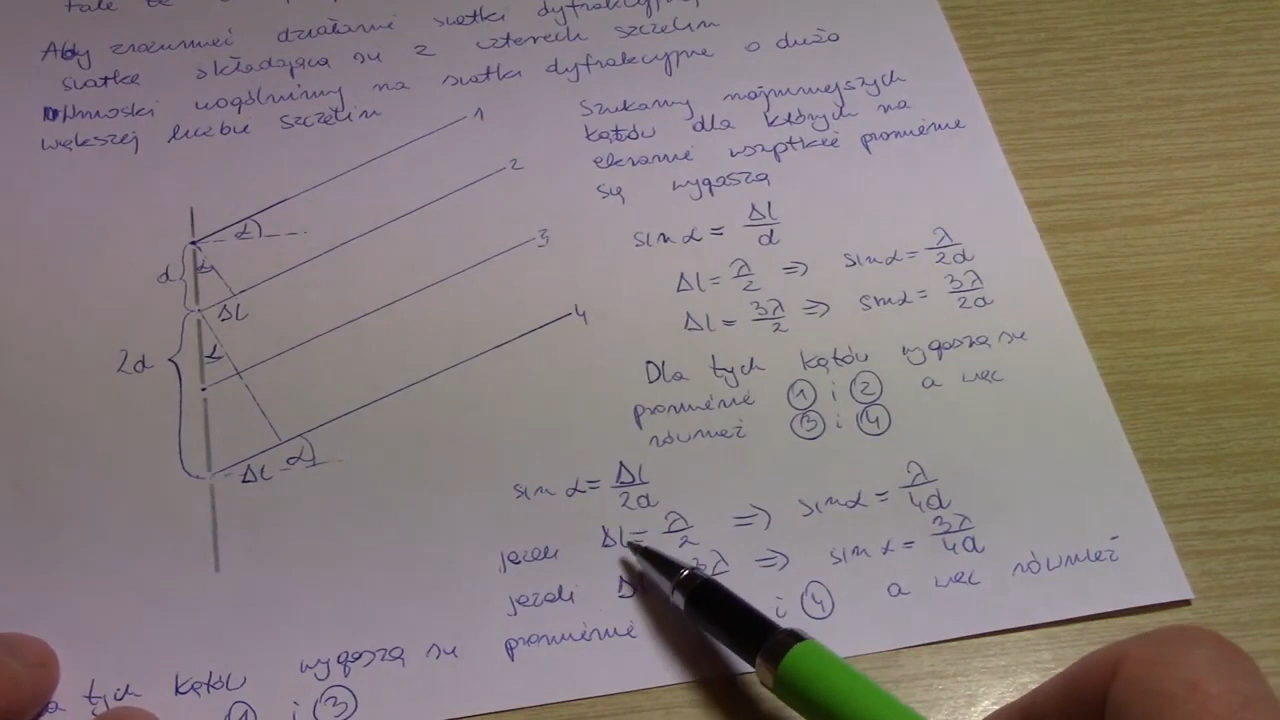 Aby zrozumieć działanie siatki dyfrakcyjnej
siatkę składającą się z czterech szczelin
Wnioski uogólnimy na siatki dyfrakcyjne o dużo
większej liczbie szczelin
1
2
3
4
α
α
d
ΔL
2d
α
ΔL
α
Szukamy najmniejszych
kątów dla których na
ekranie wszystkie promienie
się wygaszą
sin α = ΔL/d
ΔL = λ/2 => sin α = λ/2d
ΔL = 3λ/2 => sin α = 3λ/2d
Dla tych kątów wygaszą się
promienie ① i ② a więc
również ③ i ④
sin α = ΔL/2d
jeżeli ΔL = λ/2 => sin α = λ/4d
jeżeli Δ 3λ => sin α = 3λ/4d
tych kątów wygaszą się promienie i ④ a więc również
① i ③